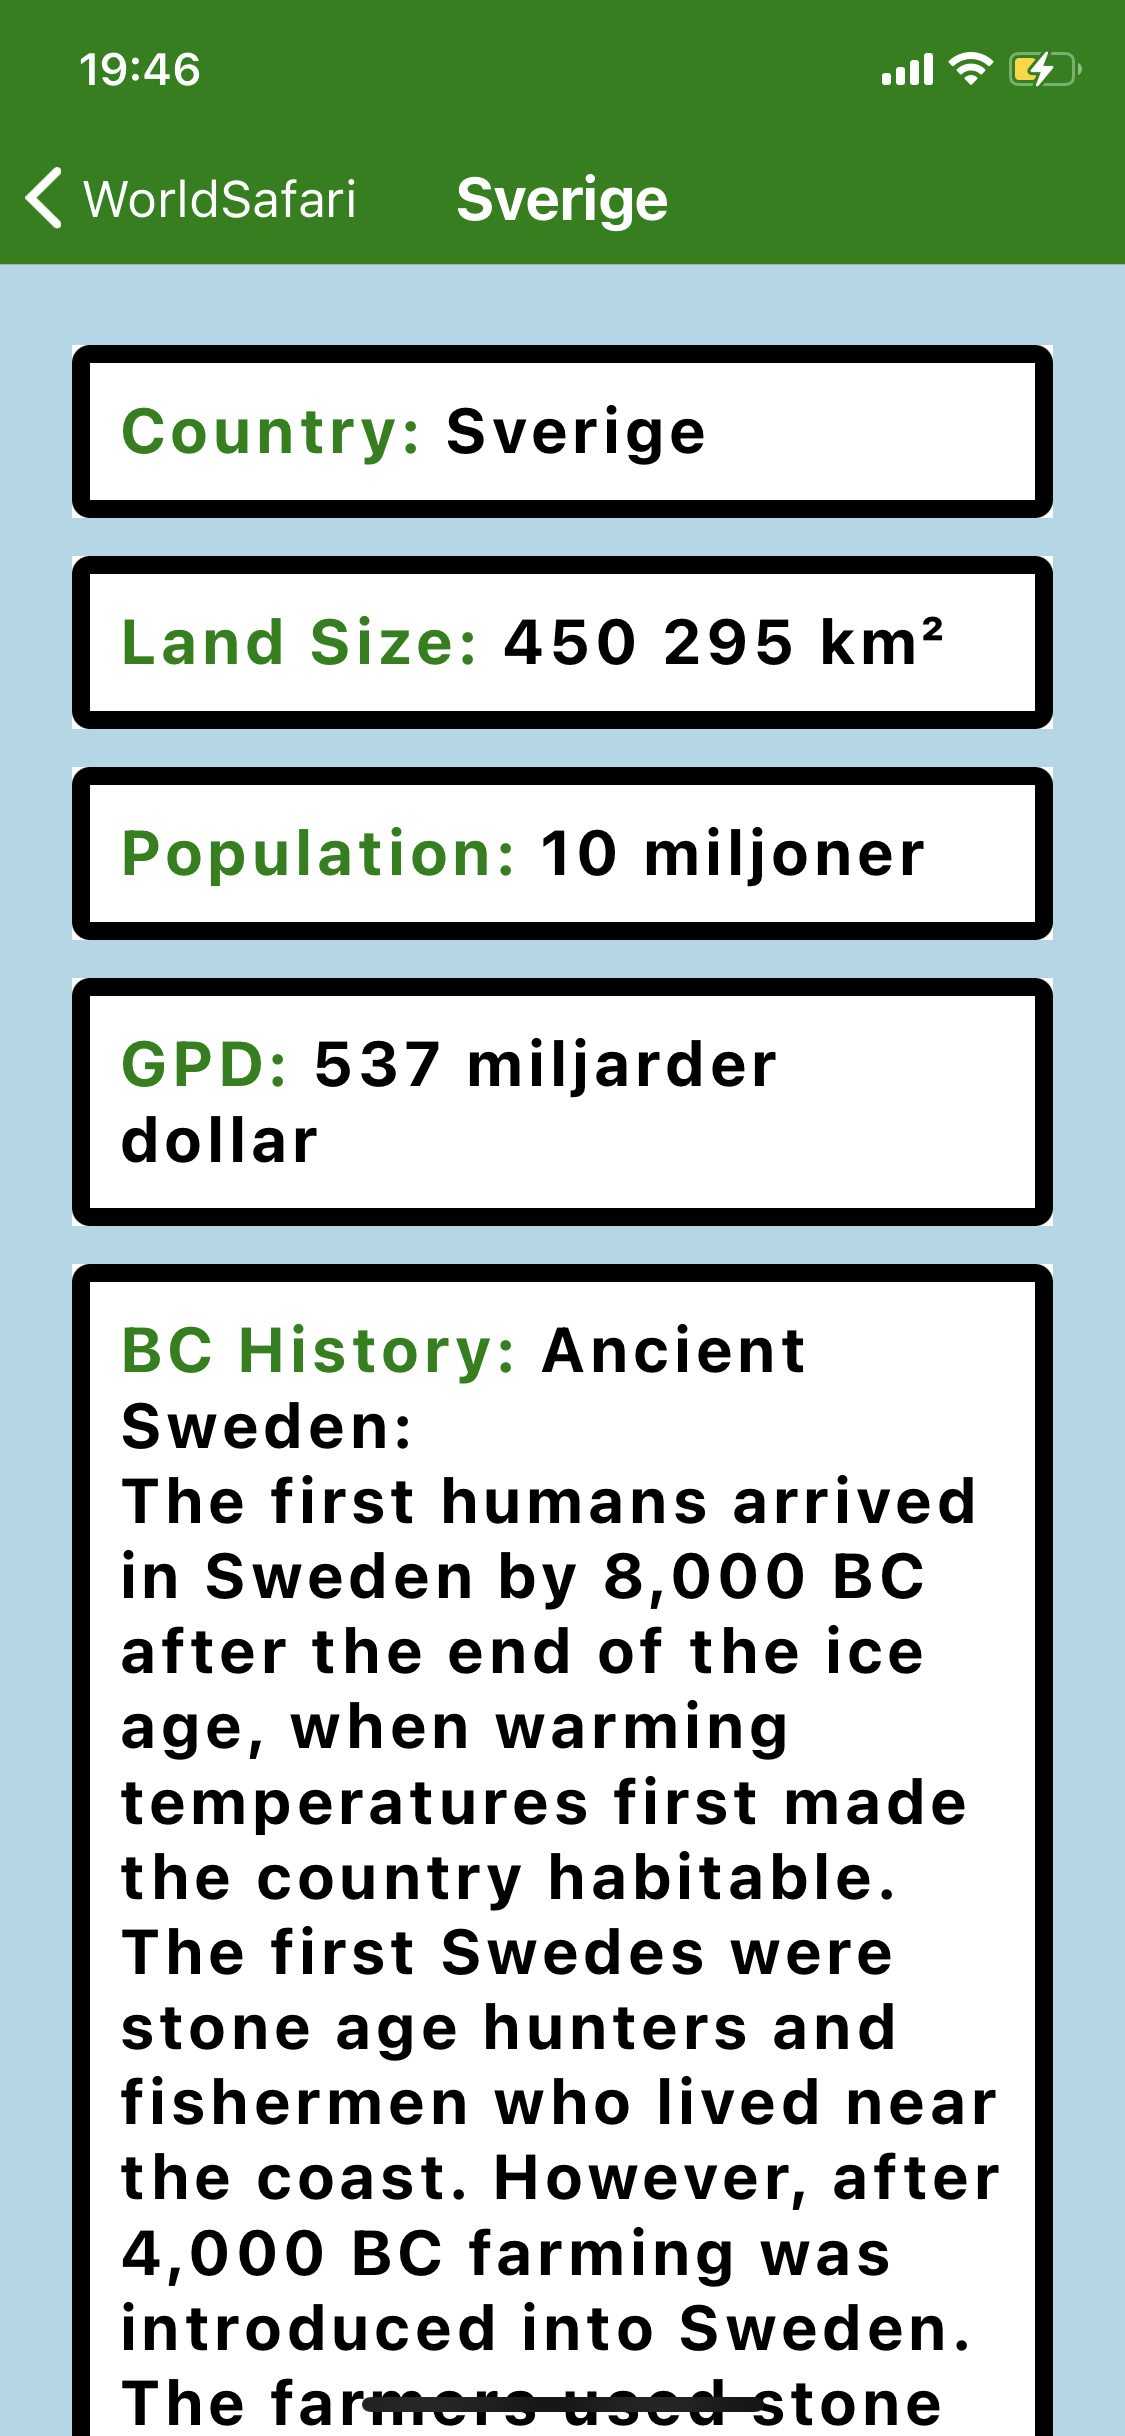 19:46
WorldSafari
Sverige
Country: Sverige
Land Size: 450 295 km²
Population: 10 miljoner
GPD: 537 miljarder
dollar
BC History: Ancient
Sweden:
The first humans arrived
in Sweden by 8,000 BC
after the end of the ice
age, when warming
temperatures first made
the country habitable.
The first Swedes were
stone age hunters and
fishermen who lived near
the coast. However, after
4,000 BC farming was
introduced into Sweden.
The farmers used stone